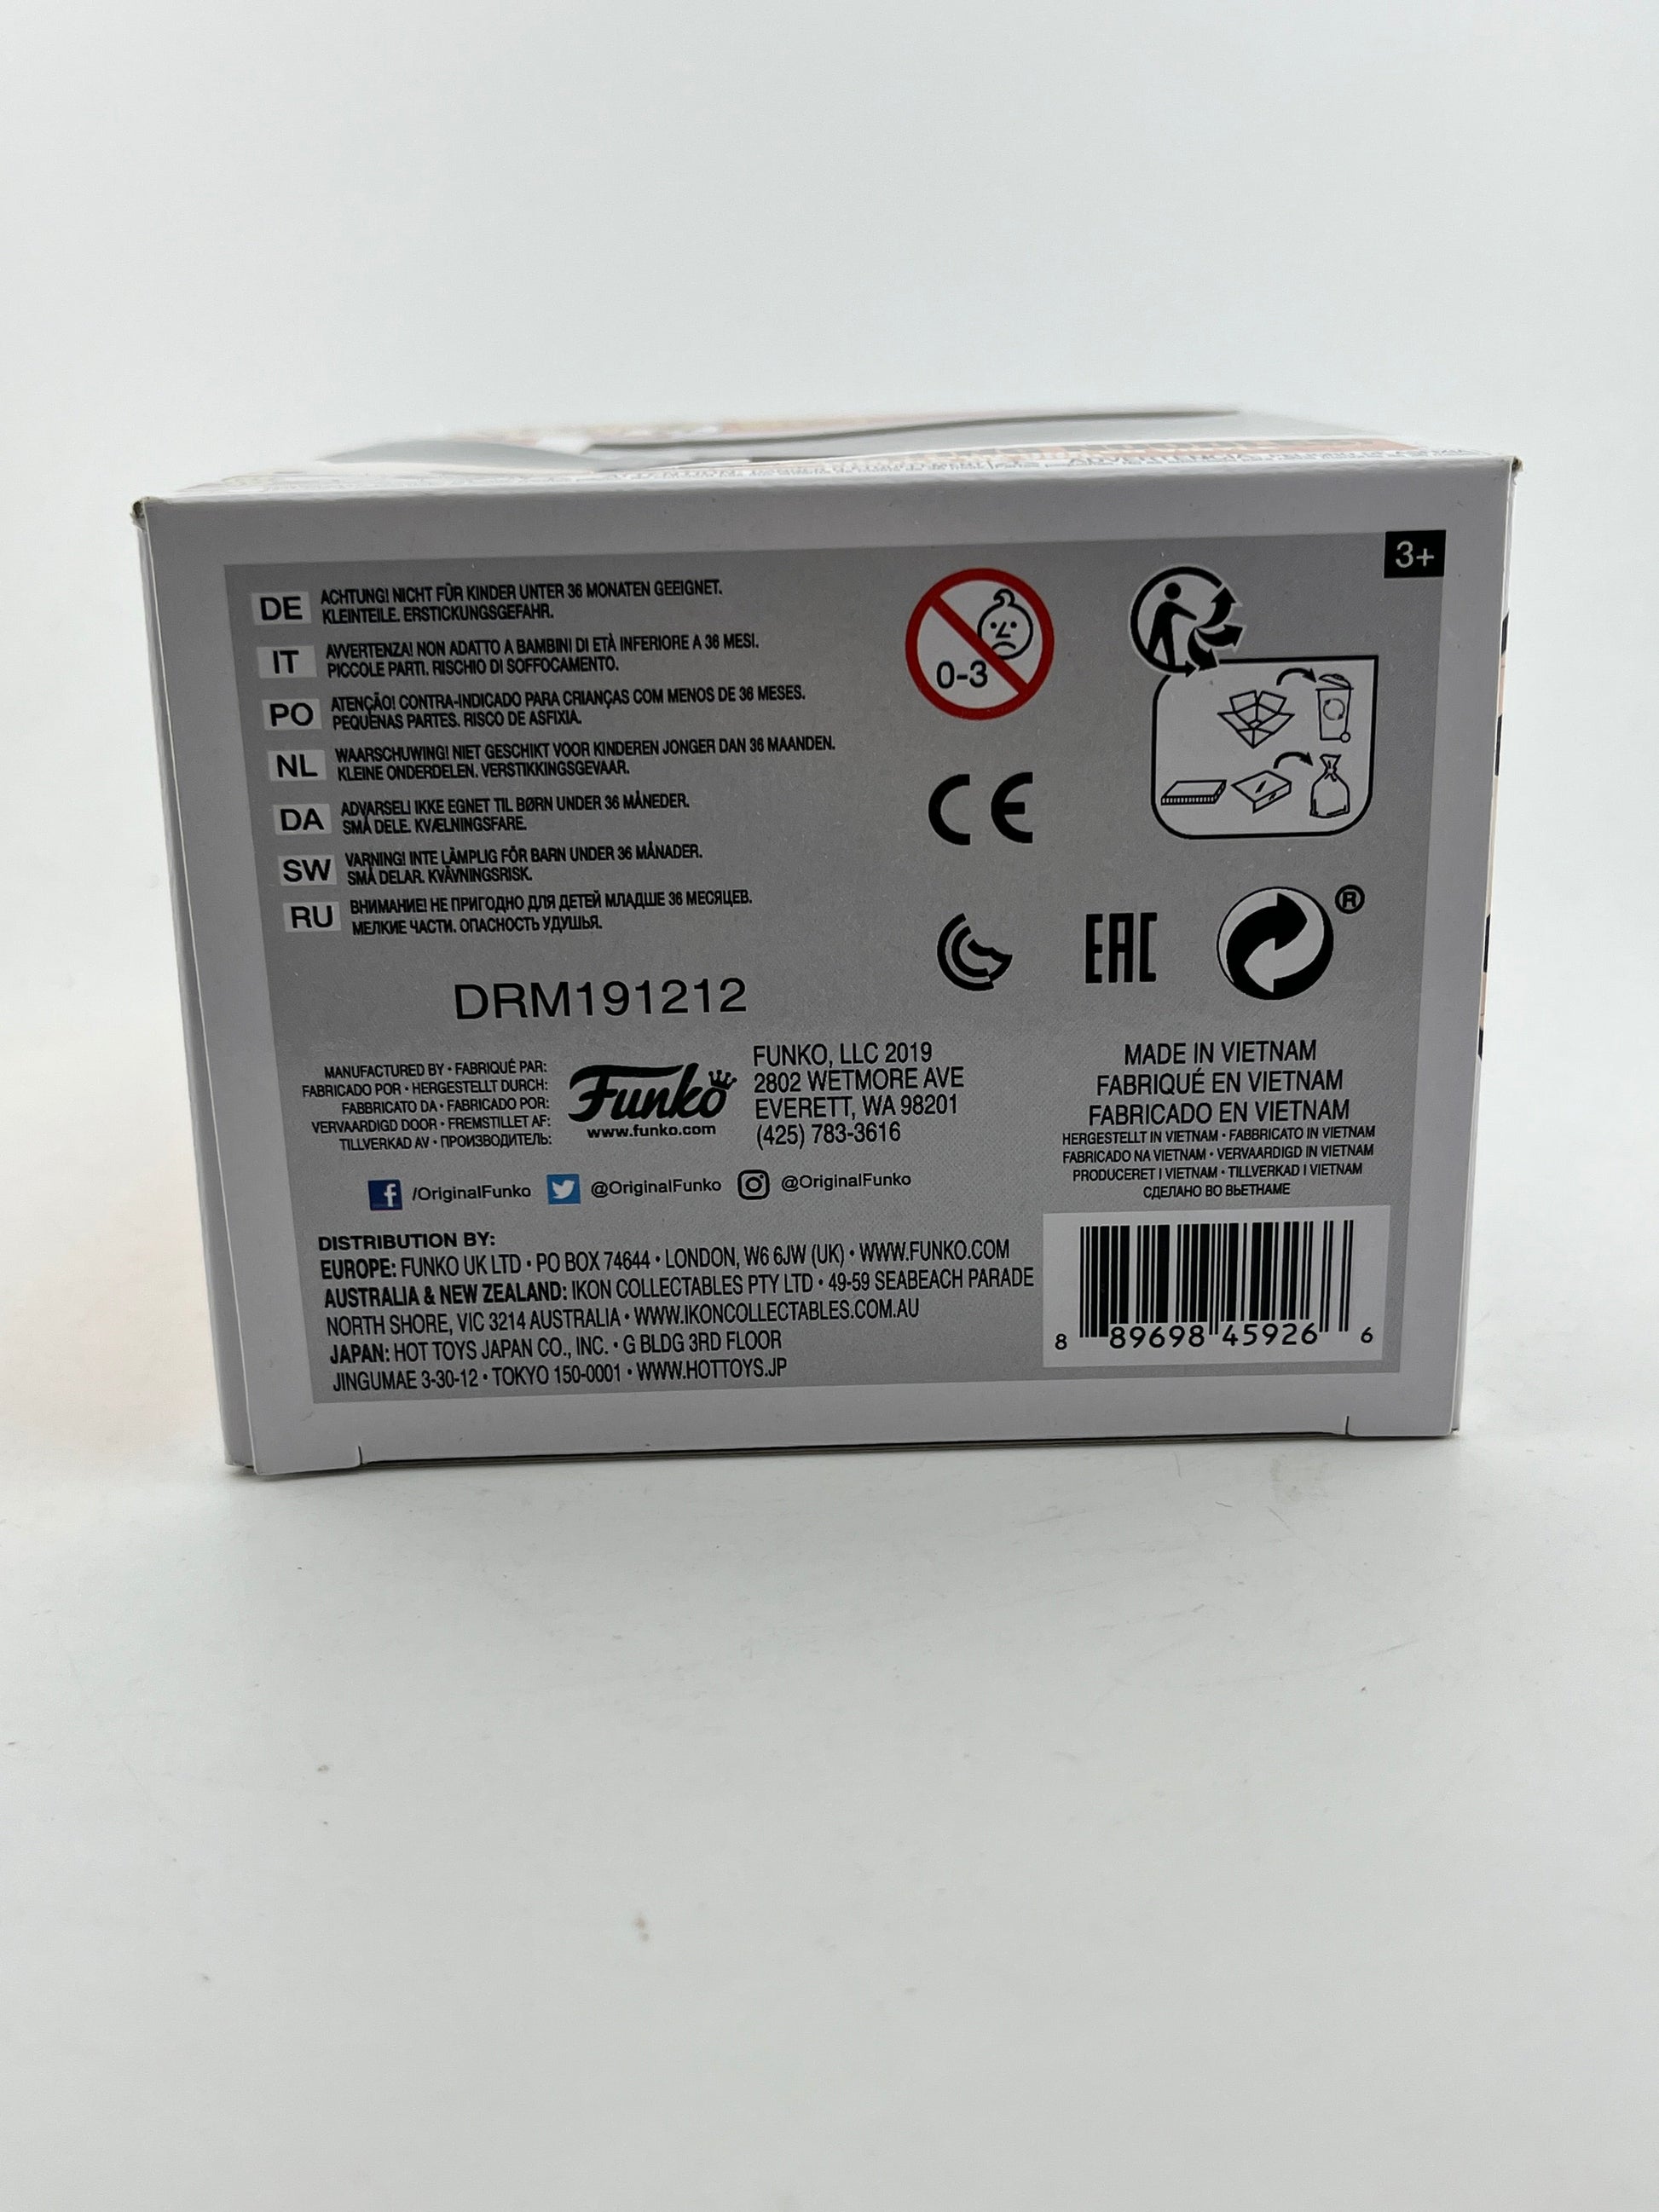 3+
DE
ACHTUNG! NICHT FÜR KINDER UNTER 36 MONATEN GEEIGNET.
KLEINTEILE. ERSTICKUNGSGEFAHR.
IT
AVVERTENZA! NON ADATTO A BAMBINI DI ETÀ INFERIORE A 36 MESI.
PICCOLE PARTI. RISCHIO DI SOFFOCAMENTO.
PO
ATENÇÃO! CONTRA-INDICADO PARA CRIANÇAS COM MENOS DE 36 MESES.
PEQUENAS PARTES. RISCO DE ASFIXIA.
NL
WAARSCHUWING! NIET GESCHIKT VOOR KINDEREN JONGER DAN 36 MAANDEN.
KLEINE ONDERDELEN. VERSTIKKINGSGEVAAR.
DA
ADVARSEL! IKKE EGNET TIL BØRN UNDER 36 MÅNEDER.
SMÅ DELE. KVÆLNINGSFARE.
SW
VARNING! INTE LÄMPLIG FÖR BARN UNDER 36 MÅNADER.
SMÅ DELAR. KVÄVNINGSRISK.
RU
ВНИМАНИЕ! НЕ ПРИГОДНО ДЛЯ ДЕТЕЙ МЛАДШЕ 36 МЕСЯЦЕВ.
МЕЛКИЕ ЧАСТИ. ОПАСНОСТЬ УДУШЬЯ.
0-3
CE
EAC
®
DRM191212
MANUFACTURED BY • FABRIQUÉ PAR:
FABRICADO POR • HERGESTELLT DURCH:
FABBRICATO DA • FABRICADO POR:
VERVAARDIGD DOOR • FREMSTILLET AF:
TILLVERKAD AV • ПРОИЗВОДИТЕЛЬ:
Funko
www.funko.com
FUNKO, LLC 2019
2802 WETMORE AVE
EVERETT, WA 98201
(425) 783-3616
MADE IN VIETNAM
FABRIQUÉ EN VIETNAM
FABRICADO EN VIETNAM
HERGESTELLT IN VIETNAM • FABBRICATO IN VIETNAM
FABRICADO NA VIETNAM • VERVAARDIGD IN VIETNAM
PRODUCERET I VIETNAM • TILLVERKAD I VIETNAM
СДЕЛАНО ВО ВЬЕТНАМЕ
/OriginalFunko @OriginalFunko @OriginalFunko
DISTRIBUTION BY:
EUROPE: FUNKO UK LTD • PO BOX 74644 • LONDON, W6 6JW (UK) • WWW.FUNKO.COM
AUSTRALIA & NEW ZEALAND: IKON COLLECTABLES PTY LTD • 49-59 SEABEACH PARADE
NORTH SHORE, VIC 3214 AUSTRALIA • WWW.IKONCOLLECTABLES.COM.AU
JAPAN: HOT TOYS JAPAN CO., INC. • G BLDG 3RD FLOOR
JINGUMAE 3-30-12 • TOKYO 150-0001 • WWW.HOTTOYS.JP
8 89698 45926 6